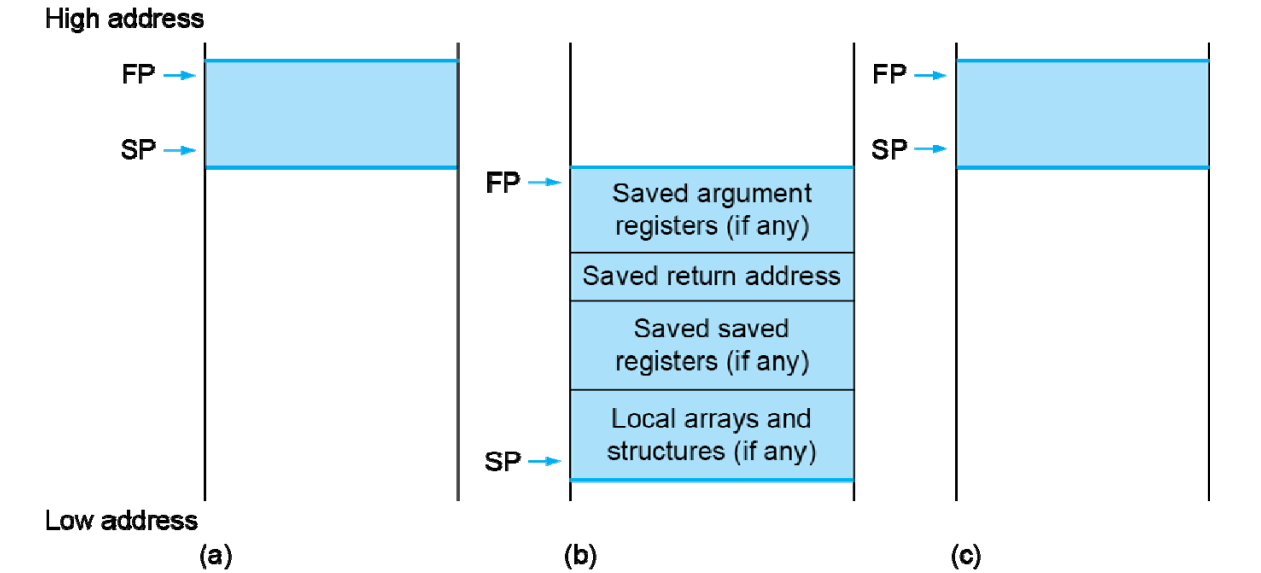 High address
FP
SP
FP
Saved argument
registers (if any)
Saved return address
Saved saved
registers (if any)
Local arrays and
structures (if any)
SP
FP
SP
Low address
(a)
(b)
(c)